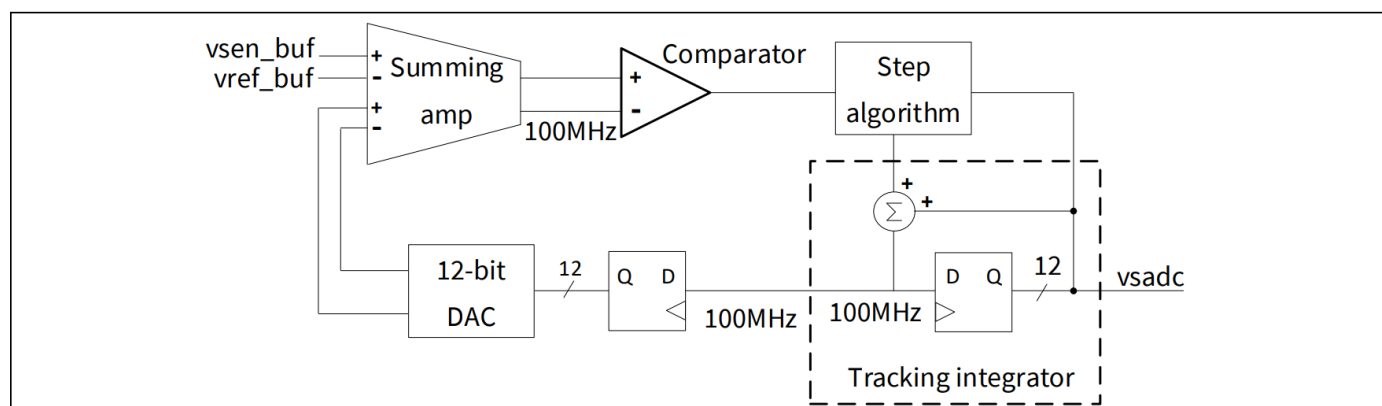 vsen_buf
vref_buf
+
-
+
-
Summing
amp
100MHz
+
-
Comparator
Step
algorithm
+
+
Σ
12-bit
DAC
12
Q D
100MHz
100MHz
D Q
12
vsadc
Tracking integrator